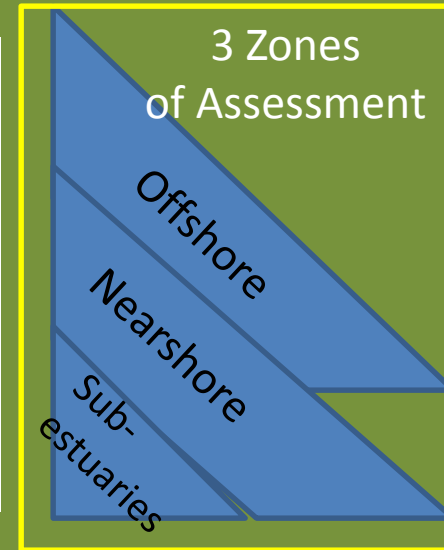 3 Zones
of Assessment
Offshore
Nearshore
Sub-
estuaries